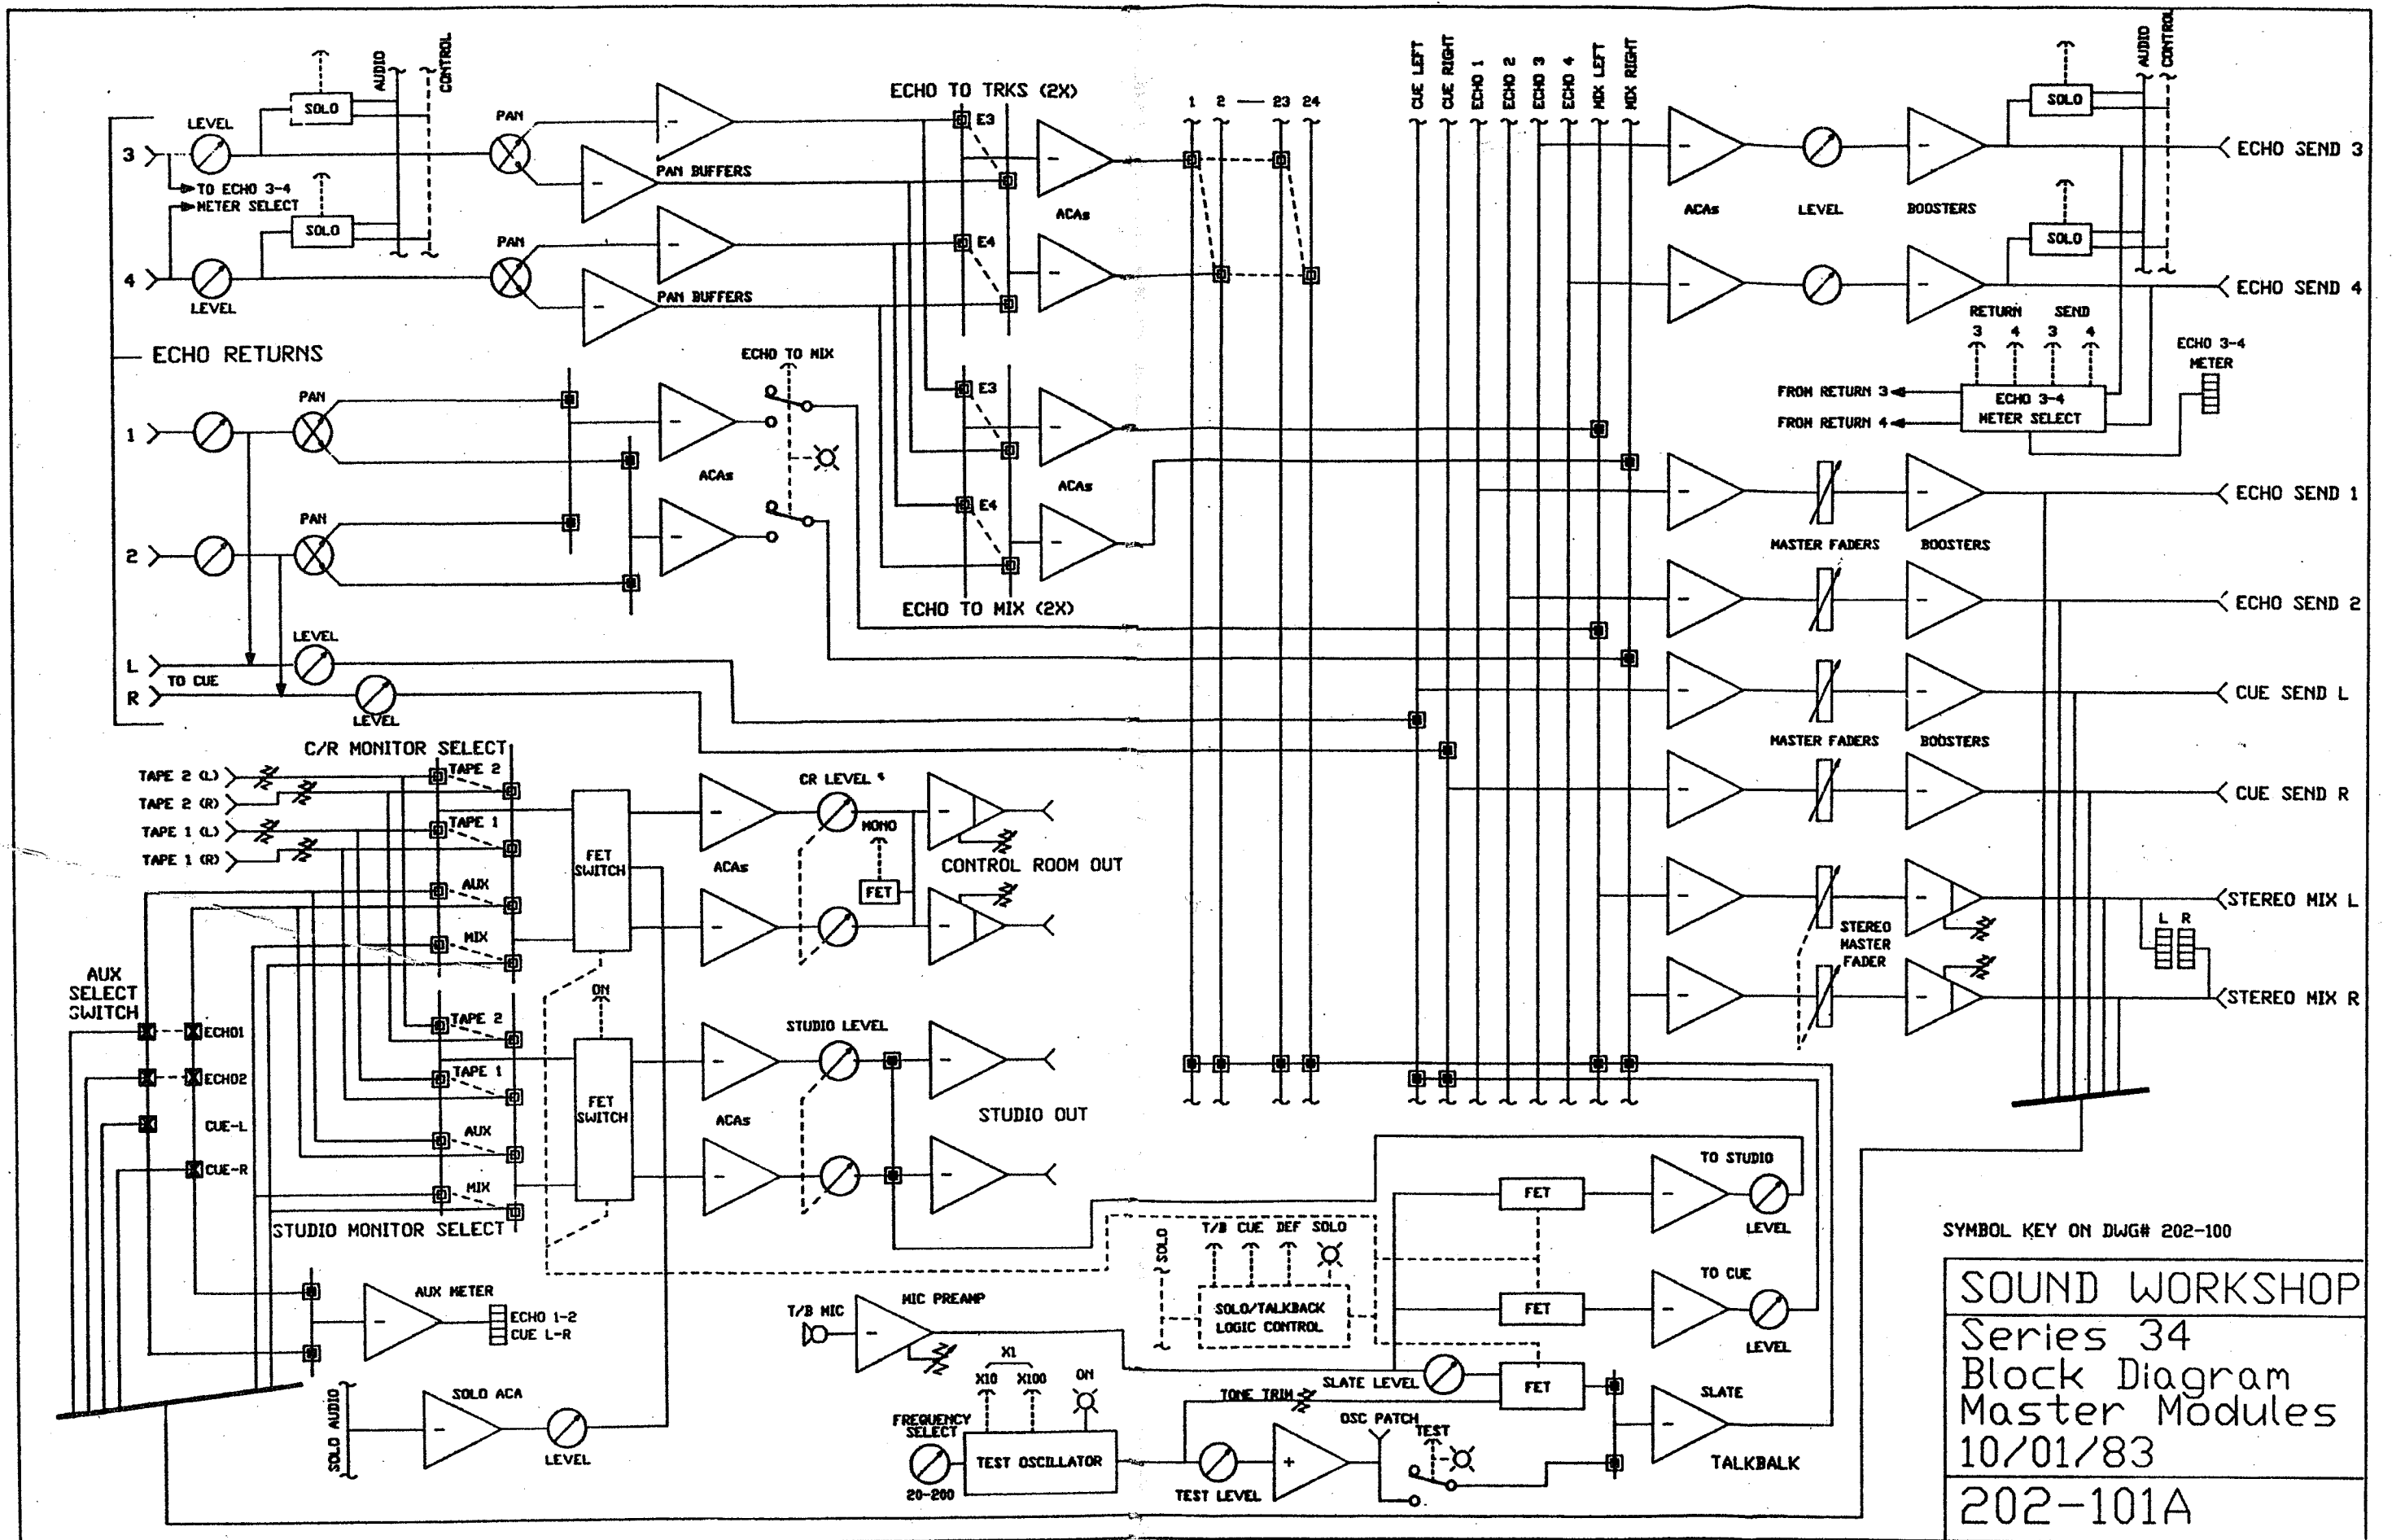 AUDIO
CONTROL
SOLO
LEVEL
3
TO ECHO 3-4
METER SELECT
SOLO
4
LEVEL
PAN
PAN BUFFERS
PAN
PAN BUFFERS
ECHO TO TRKS (2X)
E3
E4
ACAs
1 2 — 23 24
CUE LEFT
CUE RIGHT
ECHO 1
ECHO 2
ECHO 3
ECHO 4
MIX LEFT
MIX RIGHT
ACAs
LEVEL
BOOSTERS
SOLO
AUDIO
CONTROL
SOLO
ECHO SEND 3
ECHO SEND 4
RETURN SEND
3 4 3 4
ECHO 3-4
METER
FROM RETURN 3
FROM RETURN 4
ECHO 3-4
METER SELECT
ECHO RETURNS
1
PAN
2
PAN
ACAs
ECHO TO MIX
E3
E4
ACAs
ECHO TO MIX (2X)
L
R
TO CUE
LEVEL
LEVEL
MASTER FADERS
BOOSTERS
ECHO SEND 1
ECHO SEND 2
CUE SEND L
MASTER FADERS
BOOSTERS
CUE SEND R
STEREO MIX L
L R
STEREO
MASTER
FADER
STEREO MIX R
C/R MONITOR SELECT
TAPE 2 (L)
TAPE 2 (R)
TAPE 1 (L)
TAPE 1 (R)
TAPE 2
TAPE 1
AUX
MIX
FET
SWITCH
ACAs
CR LEVEL
MONO
FET
CONTROL ROOM OUT
AUX
SELECT
SWITCH
ECHO1
ECHO2
CUE-L
CUE-R
TAPE 2
TAPE 1
AUX
MIX
STUDIO MONITOR SELECT
ON
FET
SWITCH
ACAs
STUDIO LEVEL
STUDIO OUT
AUX METER
ECHO 1-2
CUE L-R
SOLO AUDIO
SOLO ACA
LEVEL
T/B MIC
MIC PREAMP
SOLO
T/B CUE DEF SOLO
SOLO/TALKBACK
LOGIC CONTROL
FET
TO STUDIO
LEVEL
FET
TO CUE
LEVEL
SLATE LEVEL
FET
SLATE
TALKBALK
X1
X10 X100
ON
FREQUENCY
SELECT
20-200
TEST OSCILLATOR
TONE TRIM
TEST LEVEL
OSC PATCH
TEST
SYMBOL KEY ON DWG# 202-100
SOUND WORKSHOP
Series 34
Block Diagram
Master Modules
10/01/83
202-101A